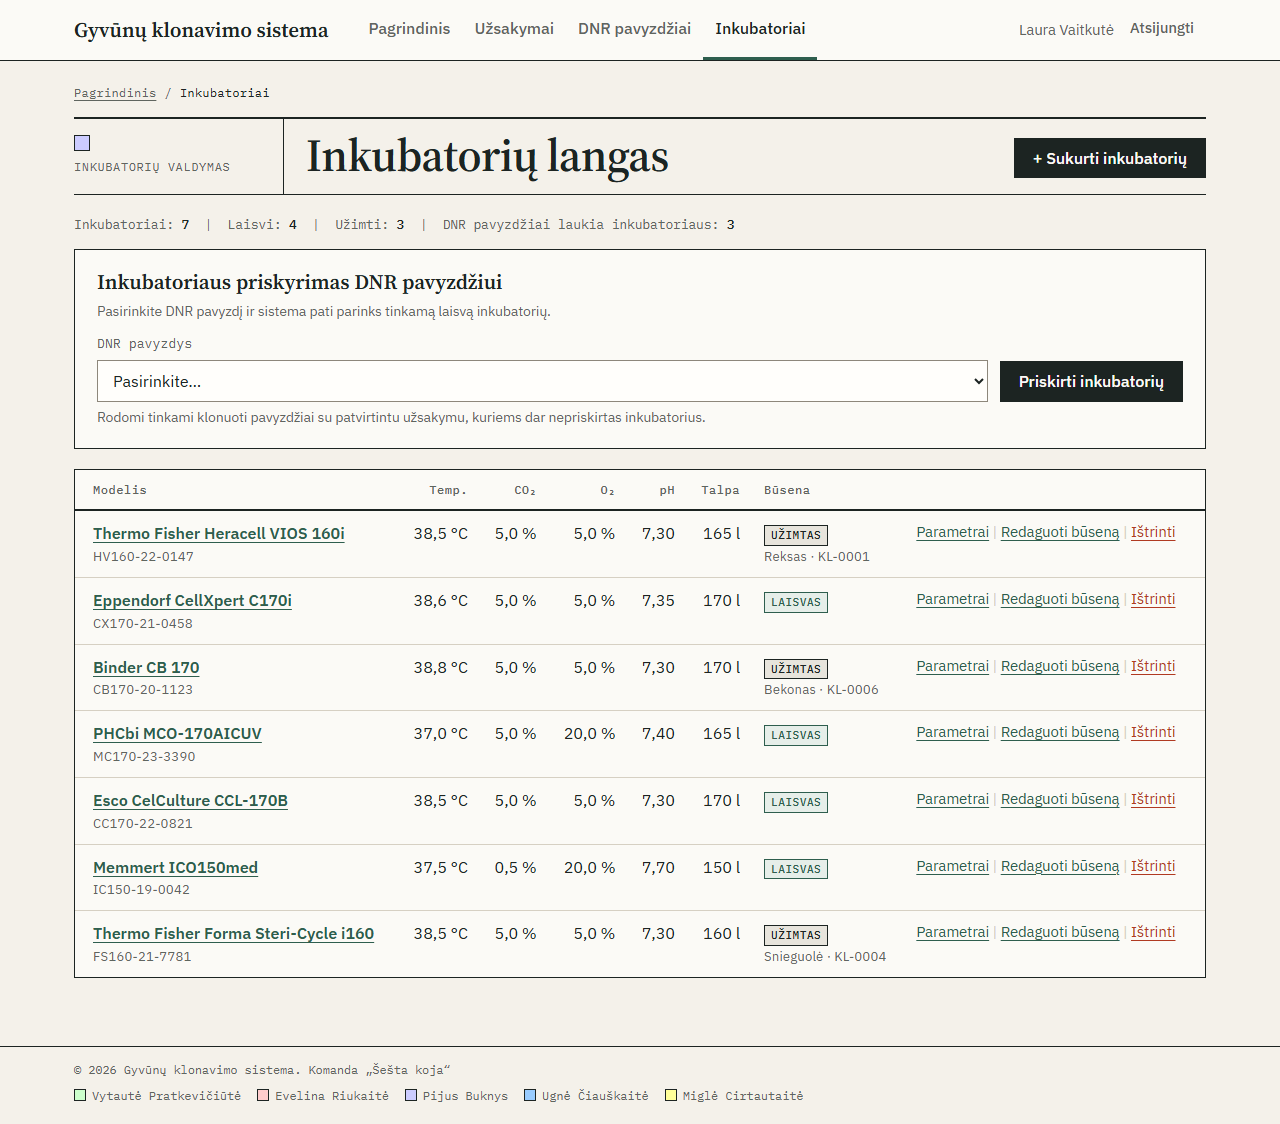 Gyvūnų klonavimo sistema Pagrindinis Užsakymai DNR pavyzdžiai Inkubatoriai Laura Vaitkutė Atsijungti
Pagrindinis / Inkubatoriai
INKUBATORIŲ VALDYMAS
Inkubatorių langas
+ Sukurti inkubatorių
Inkubatoriai: 7 | Laisvi: 4 | Užimti: 3 | DNR pavyzdžiai laukia inkubatoriaus: 3
Inkubatoriaus priskyrimas DNR pavyzdžiui
Pasirinkite DNR pavyzdį ir sistema pati parinks tinkamą laisvą inkubatorių.
DNR pavyzdys
Pasirinkite... Priskirti inkubatorių
Rodomi tinkami klonuoti pavyzdžiai su patvirtintu užsakymu, kuriems dar nepriskirtas inkubatorius.
Modelis Temp. CO₂ O₂ pH Talpa Būsena
Thermo Fisher Heracell VIOS 160i 38,5 °C 5,0 % 5,0 % 7,30 165 l UŽIMTAS Parametrai | Redaguoti būseną | Ištrinti
HV160-22-0147 Reksas · KL-0001
Eppendorf CellXpert C170i 38,6 °C 5,0 % 5,0 % 7,35 170 l LAISVAS Parametrai | Redaguoti būseną | Ištrinti
CX170-21-0458
Binder CB 170 38,8 °C 5,0 % 5,0 % 7,30 170 l UŽIMTAS Parametrai | Redaguoti būseną | Ištrinti
CB170-20-1123 Bekonas · KL-0006
PHCbi MCO-170AICUV 37,0 °C 5,0 % 20,0 % 7,40 165 l LAISVAS Parametrai | Redaguoti būseną | Ištrinti
MC170-23-3390
Esco CelCulture CCL-170B 38,5 °C 5,0 % 5,0 % 7,30 170 l LAISVAS Parametrai | Redaguoti būseną | Ištrinti
CC170-22-0821
Memmert ICO150med 37,5 °C 0,5 % 20,0 % 7,70 150 l LAISVAS Parametrai | Redaguoti būseną | Ištrinti
IC150-19-0042
Thermo Fisher Forma Steri-Cycle i160 38,5 °C 5,0 % 5,0 % 7,30 160 l UŽIMTAS Parametrai | Redaguoti būseną | Ištrinti
FS160-21-7781 Snieguolė · KL-0004
© 2026 Gyvūnų klonavimo sistema. Komanda „Šešta koja“
Vytautė Pratkevičiūtė Evelina Riukaitė Pijus Buknys Ugnė Čiauškaitė Miglė Cirtautaitė